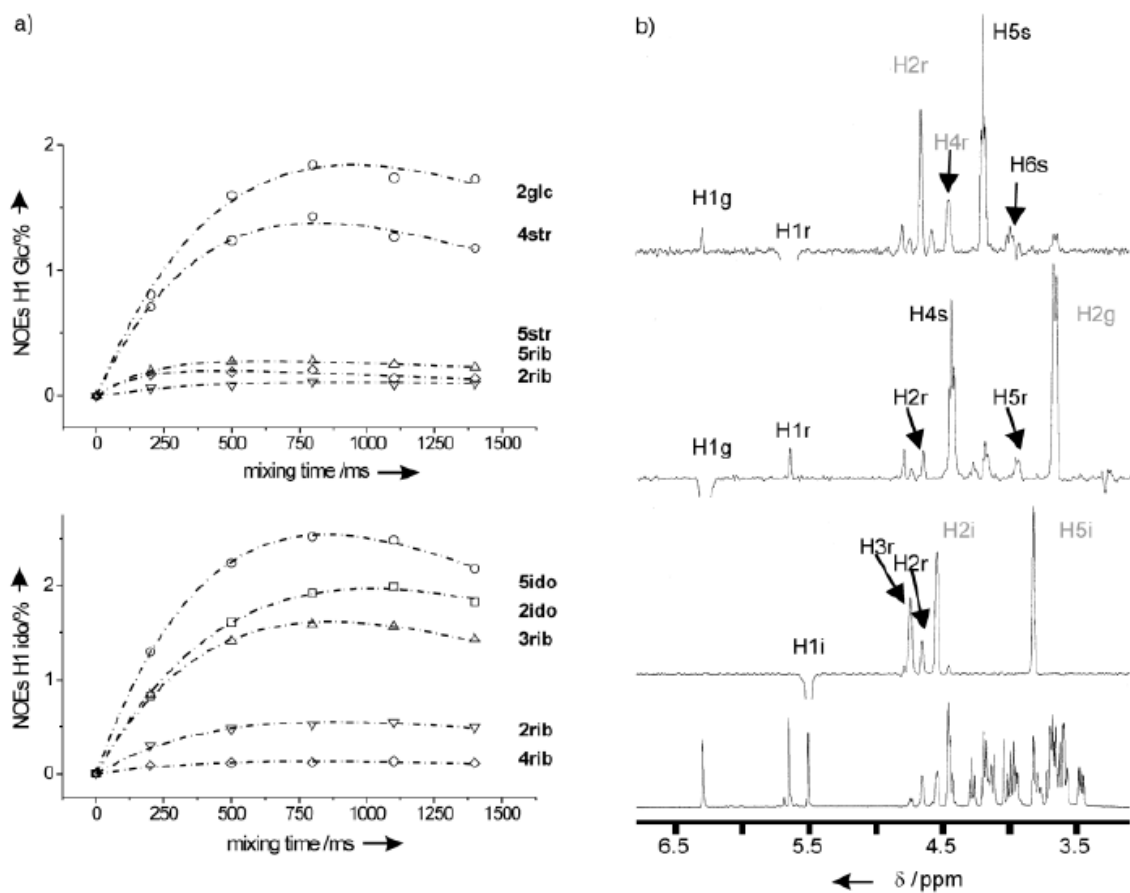 a)
NOEs H1 Glc/%
2
1
0
2glc
4str
5str
5rib
2rib
0 250 500 750 1000 1250 1500
mixing time /ms
NOEs H1 ido/%
2
1
0
5ido
2ido
3rib
2rib
4rib
0 250 500 750 1000 1250 1500
mixing time /ms
b)
H5s
H2r
H4r
H6s
H1g
H1r
H4s
H2g
H2r
H5r
H1g
H1r
H2i
H5i
H3r
H2r
H1i
6.5 5.5 4.5 3.5
δ /ppm